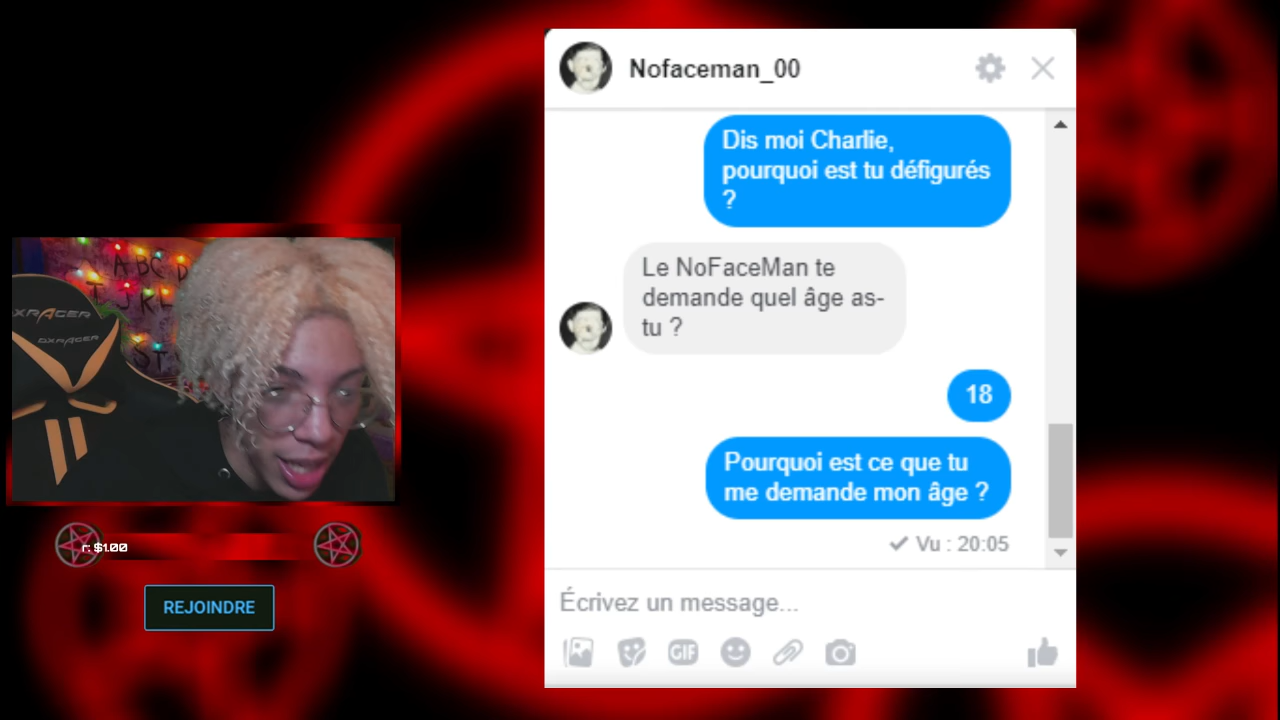 Nofaceman_00
Dis moi Charlie,
pourquoi est tu défigurés
?
Le NoFaceMan te
demande quel âge as-
tu ?
18
Pourquoi est ce que tu
me demande mon âge ?
Vu : 20:05
Écrivez un message...
GIF
A B C D
J K L
S T
DXRACER
r: $1.00
REJOINDRE